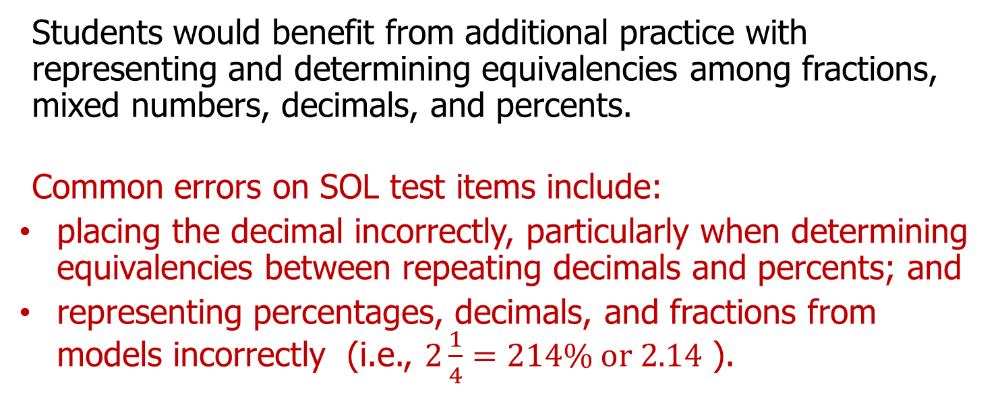 Students would benefit from additional practice with
representing and determining equivalencies among fractions,
mixed numbers, decimals, and percents.
Common errors on SOL test items include:
• placing the decimal incorrectly, particularly when determining
equivalencies between repeating decimals and percents; and
• representing percentages, decimals, and fractions from
models incorrectly (i.e., 2 1/4 = 214% or 2.14 ).